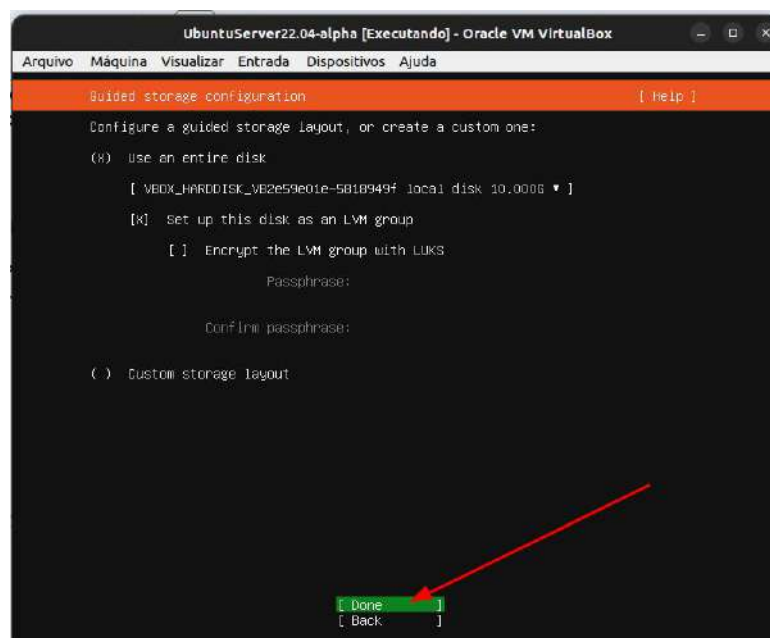 UbuntuServer22.04-alpha [Executando] - Oracle VM VirtualBox
Arquivo Máquina Visualizar Entrada Dispositivos Ajuda
Guided storage configuration [ Help ]
Configure a guided storage layout, or create a custom one:
(X) Use an entire disk
[ VBOX_HARDDISK_VB2e59e01e-5818949f local disk 10.000G ▾ ]
[X] Set up this disk as an LVM group
[ ] Encrypt the LVM group with LUKS
Passphrase:
Confirm passphrase:
( ) Custom storage layout
[ Done ]
[ Back ]